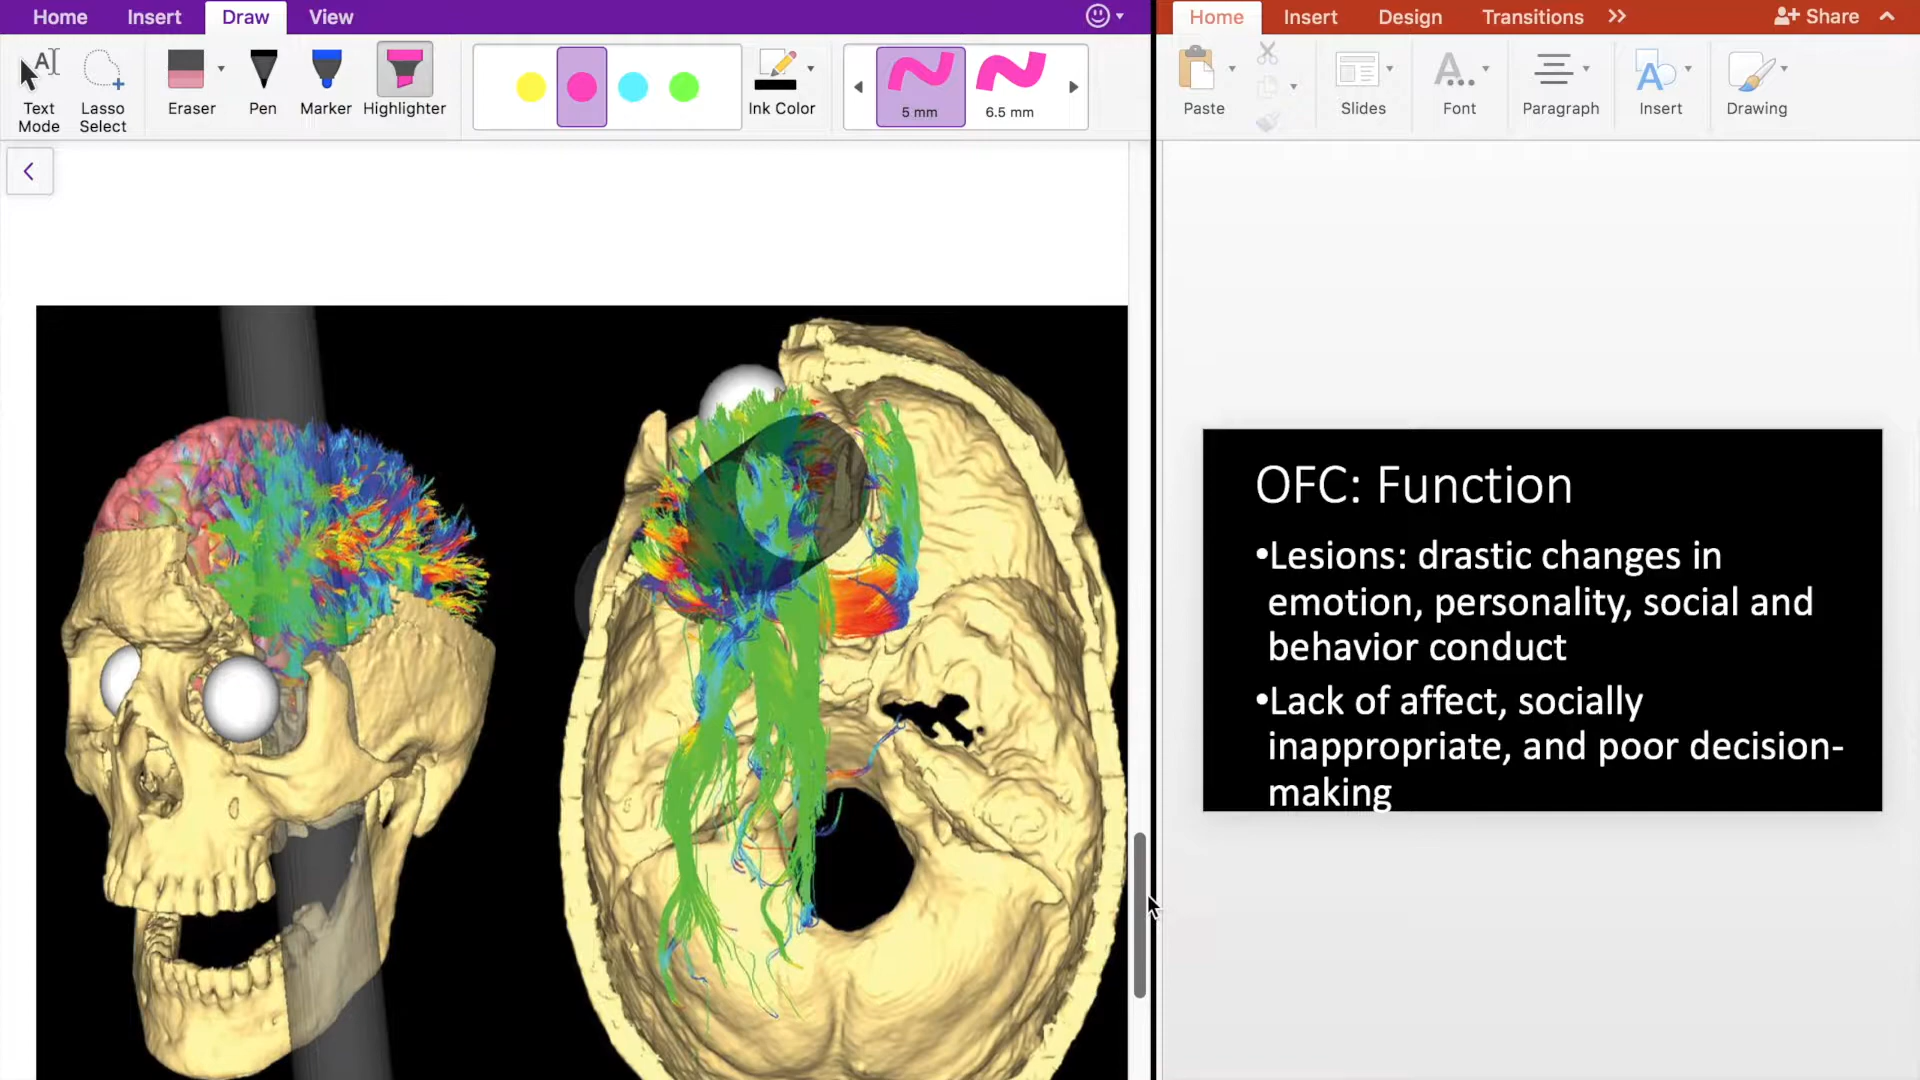 Home Insert Draw View
Home Insert Design Transitions >> Share
A
Text Mode
Lasso Select
Eraser
Pen
Marker
Highlighter
Ink Color
5 mm
6.5 mm
Paste
Slides
A..
Font
Paragraph
A
Insert
Drawing
OFC: Function
•Lesions: drastic changes in
emotion, personality, social and
behavior conduct
•Lack of affect, socially
inappropriate, and poor decision-
making